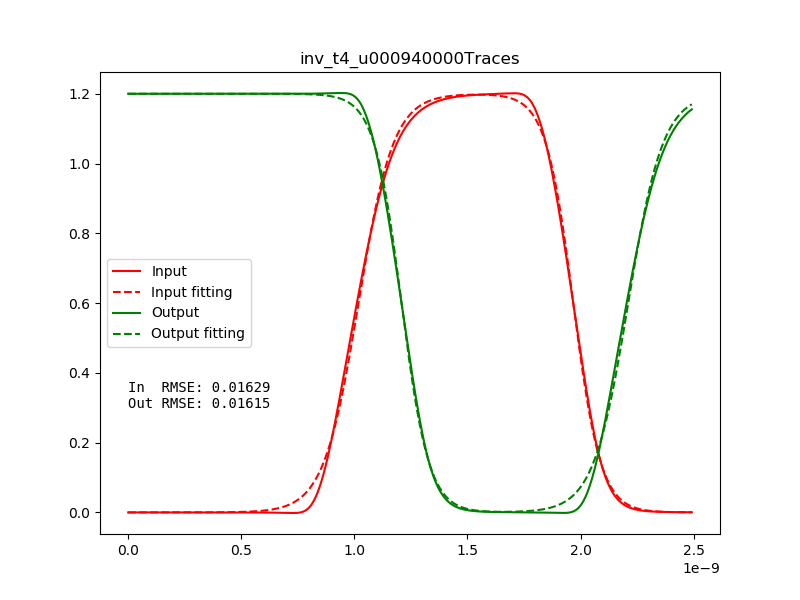 inv_t4_u000940000Traces
1.2
1.0
0.8
0.6
0.4
0.2
0.0
Input
Input fitting
Output
Output fitting
In  RMSE: 0.01629
Out RMSE: 0.01615
0.0 0.5 1.0 1.5 2.0 2.5
1e−9